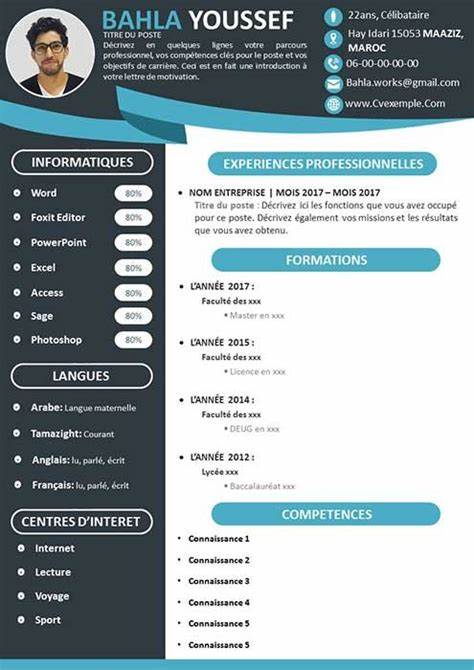 BAHLA YOUSSEF
TITRE DU POSTE
Décrivez en quelques lignes votre parcours
professionnel, vos compétences clés pour le poste et vos
objectifs de carrière. Ceci est en fait une introduction à
votre lettre de motivation.
22ans, Célibataire
Hay Idari 15053 MAAZIZ,
MAROC
06-00-00-00-00
Bahla.works@gmail.com
www.Cvexemple.Com
INFORMATIQUES
Word 80%
Foxit Editor 80%
PowerPoint 80%
Excel 80%
Access 80%
Sage 80%
Photoshop 80%
LANGUES
Arabe: Langue maternelle
Tamazight: Courant
Anglais: lu, parlé, écrit
Français: lu, parlé, écrit
CENTRES D'INTERET
Internet
Lecture
Voyage
Sport
EXPERIENCES PROFESSIONNELLES
NOM ENTREPRISE | MOIS 2017 – MOIS 2017
Titre du poste : Décrivez ici les fonctions que vous avez occupé
pour ce poste. Décrivez également vos missions et les résultats
que vous avez obtenu.
FORMATIONS
L'ANNÉE 2017 :
Faculté des xxx
Master en xxx
L'ANNÉE 2015 :
Faculté des xxx
Licence en xxx
L'ANNÉE 2014 :
Faculté des xxx
DEUG en xxx
L'ANNÉE 2012 :
Lycée xxx
Baccalauréat xxx
COMPETENCES
Connaissance 1
Connaissance 2
Connaissance 3
Connaissance 4
Connaissance 5
Connaissance 5